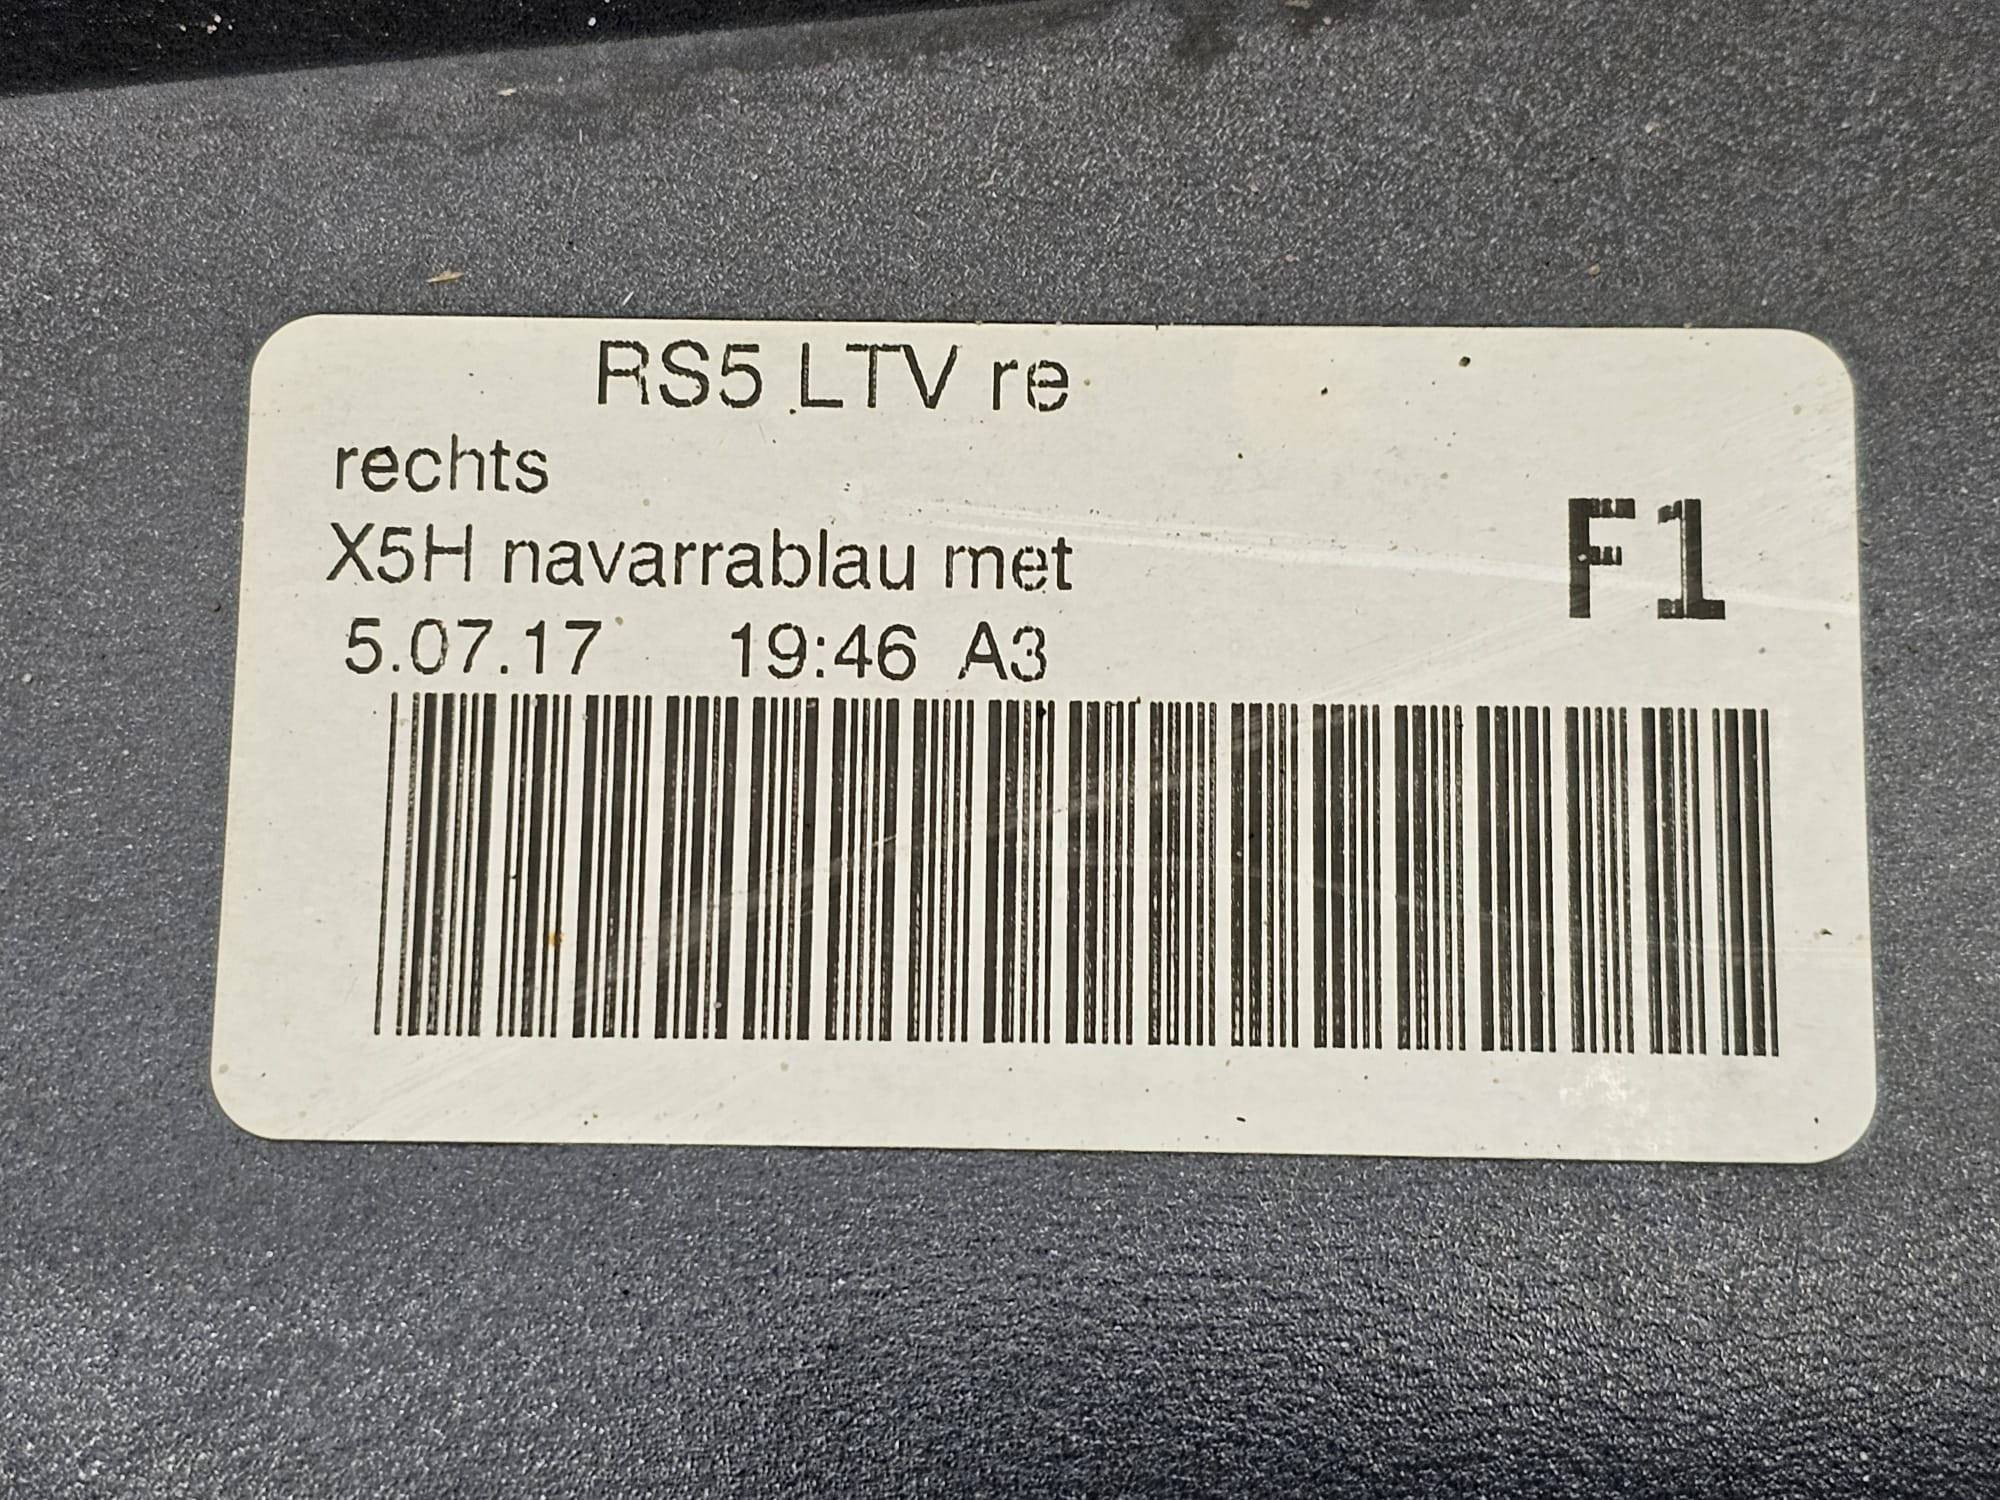 RS5 LTV re
rechts
X5H navarrablau met
F1
5.07.17 19:46 A3